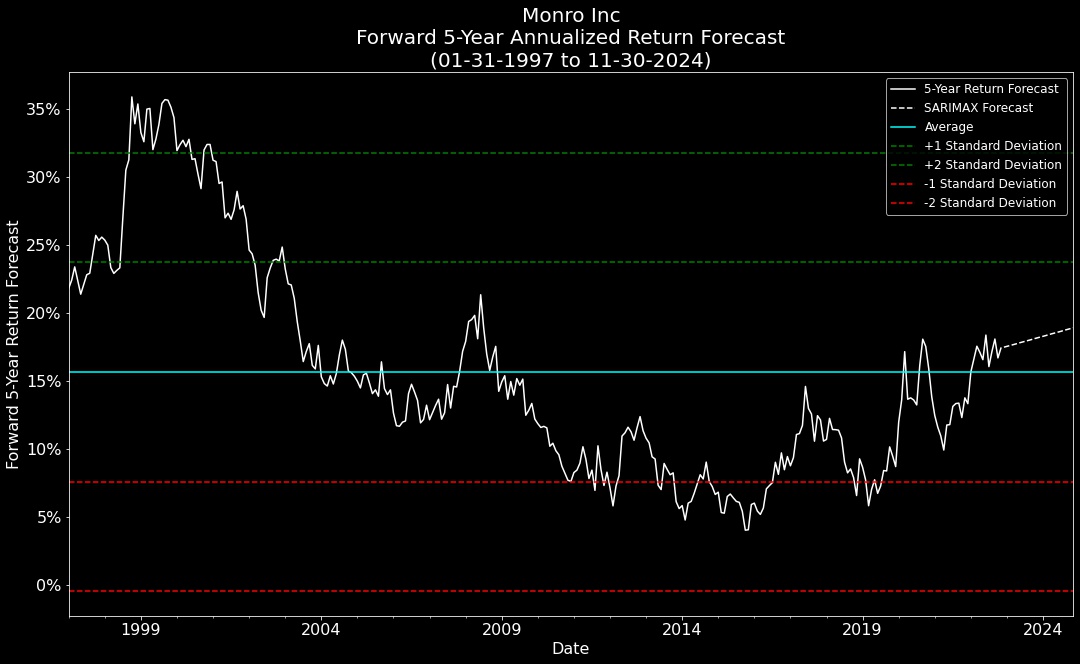 Monro Inc
Forward 5-Year Annualized Return Forecast
(01-31-1997 to 11-30-2024)
5-Year Return Forecast
SARIMAX Forecast
Average
+1 Standard Deviation
+2 Standard Deviation
-1 Standard Deviation
-2 Standard Deviation
Forward 5-Year Return Forecast
35%
30%
25%
20%
15%
10%
5%
0%
1999
2004
2009
2014
2019
2024
Date